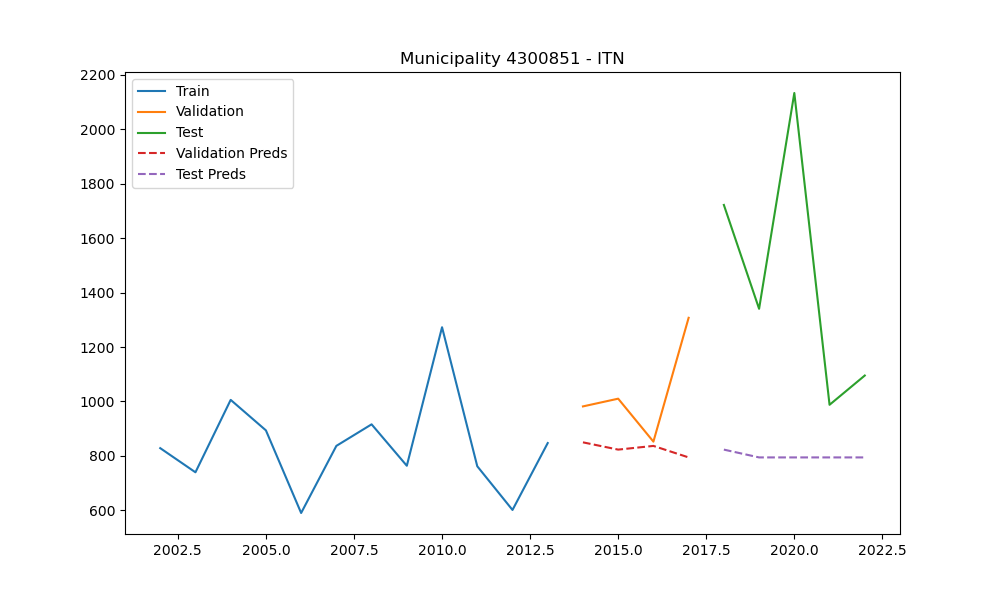 Municipality 4300851 - ITN
2200
2000
1800
1600
1400
1200
1000
800
600
Train
Validation
Test
Validation Preds
Test Preds
2002.5 2005.0 2007.5 2010.0 2012.5 2015.0 2017.5 2020.0 2022.5